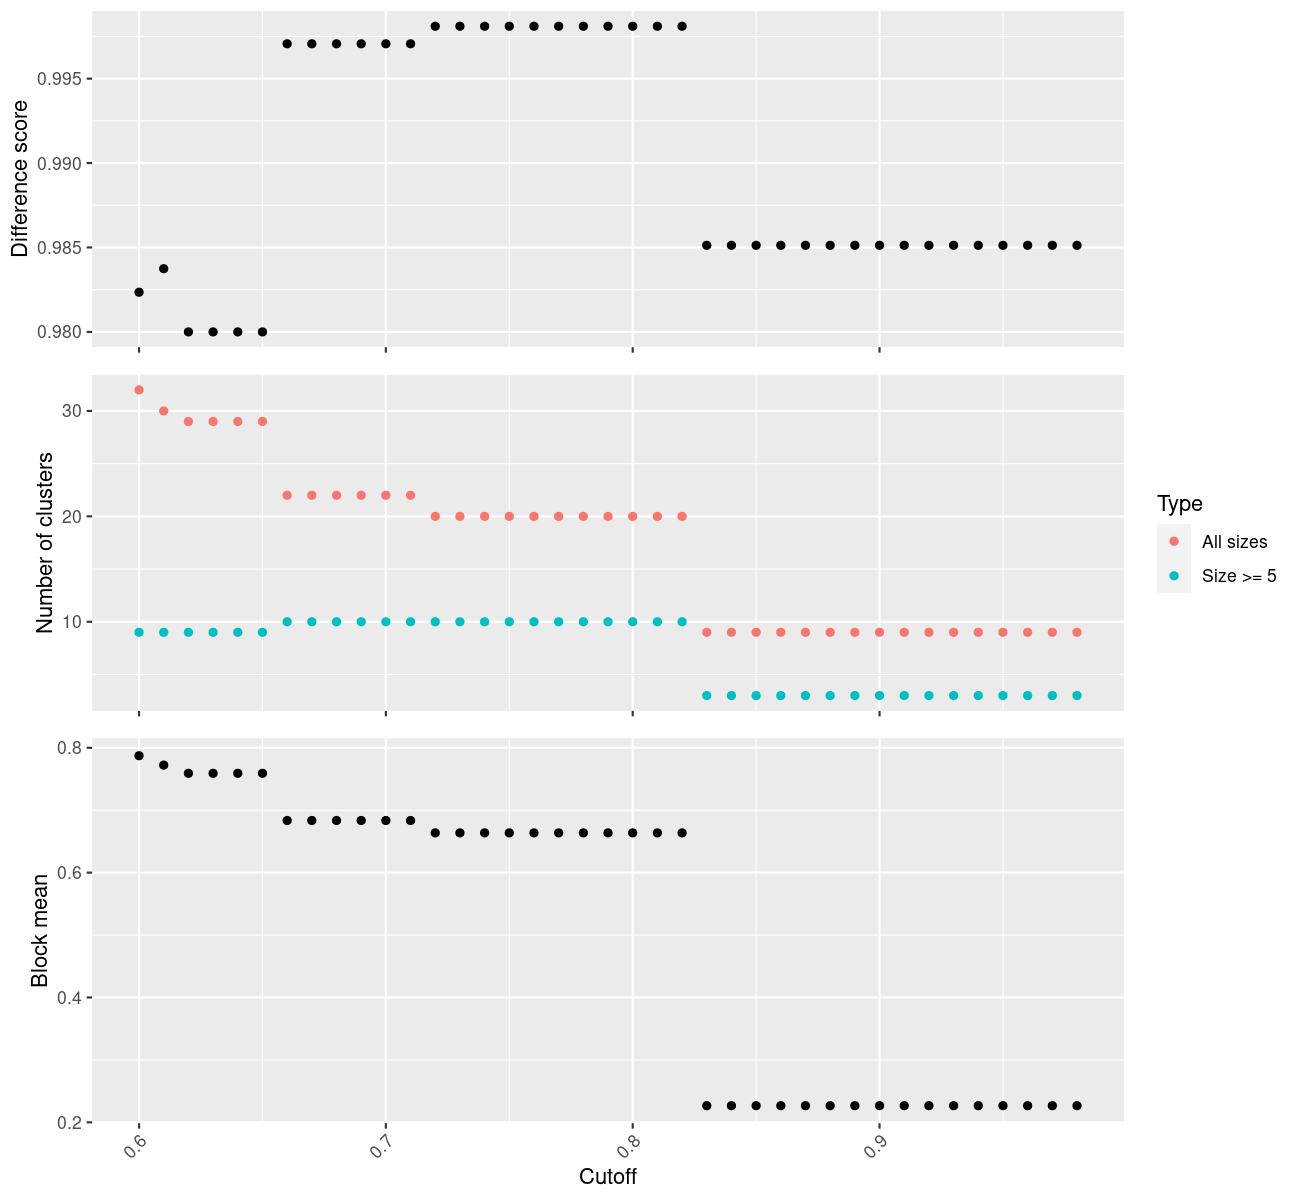 Difference score
0.995
0.990
0.985
0.980
Number of clusters
30
20
10
Type
All sizes
Size >= 5
Block mean
0.8
0.6
0.4
0.2
0.6
0.7
0.8
0.9
Cutoff